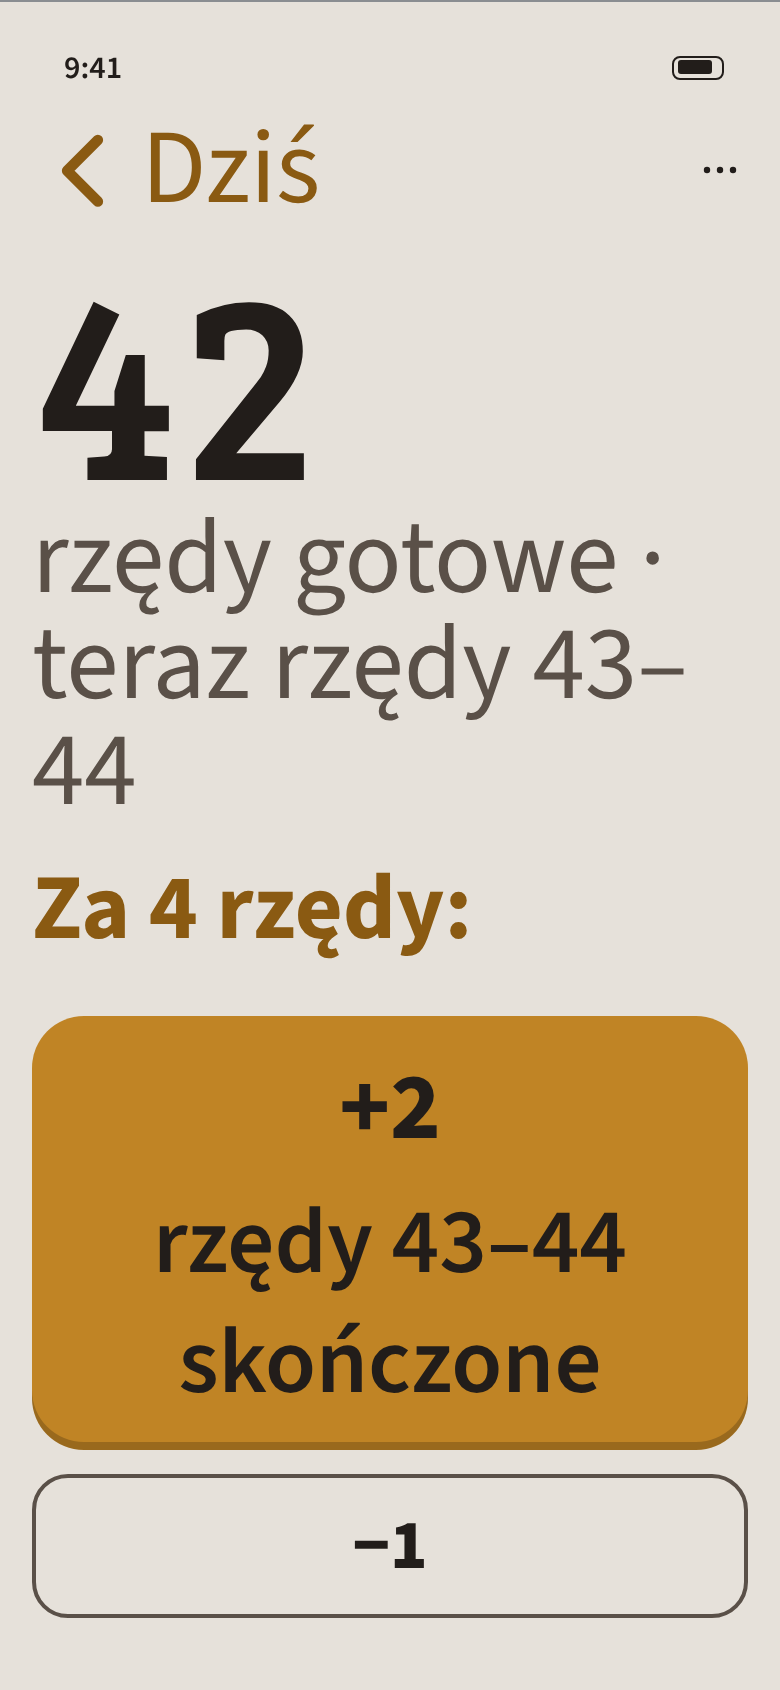 9:41
Dziś
...
42
rzędy gotowe ·
teraz rzędy 43–
44
Za 4 rzędy:
+2
rzędy 43–44
skończone
−1